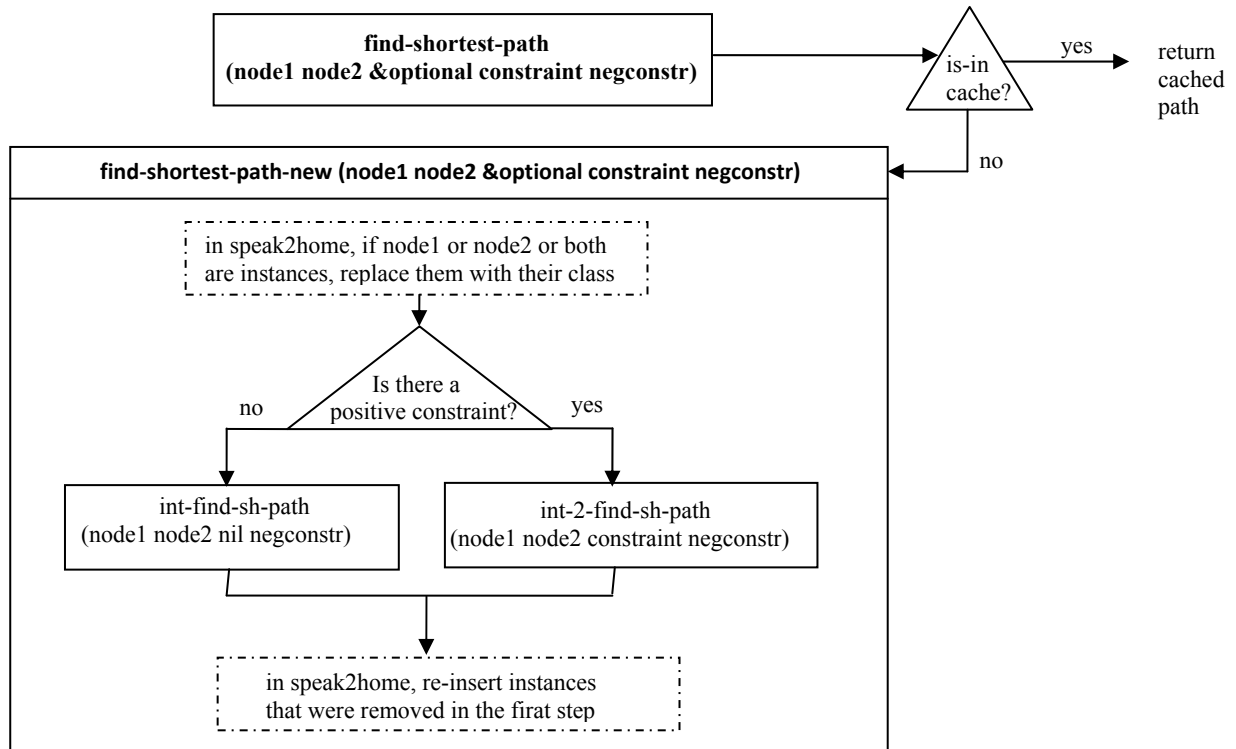 find-shortest-path
(node1 node2 &optional constraint negconstr)
is-in
cache?
yes
return
cached
path
no
find-shortest-path-new (node1 node2 &optional constraint negconstr)
in speak2home, if node1 or node2 or both
are instances, replace them with their class
Is there a
positive constraint?
no
yes
int-find-sh-path
(node1 node2 nil negconstr)
int-2-find-sh-path
(node1 node2 constraint negconstr)
in speak2home, re-insert instances
that were removed in the firat step